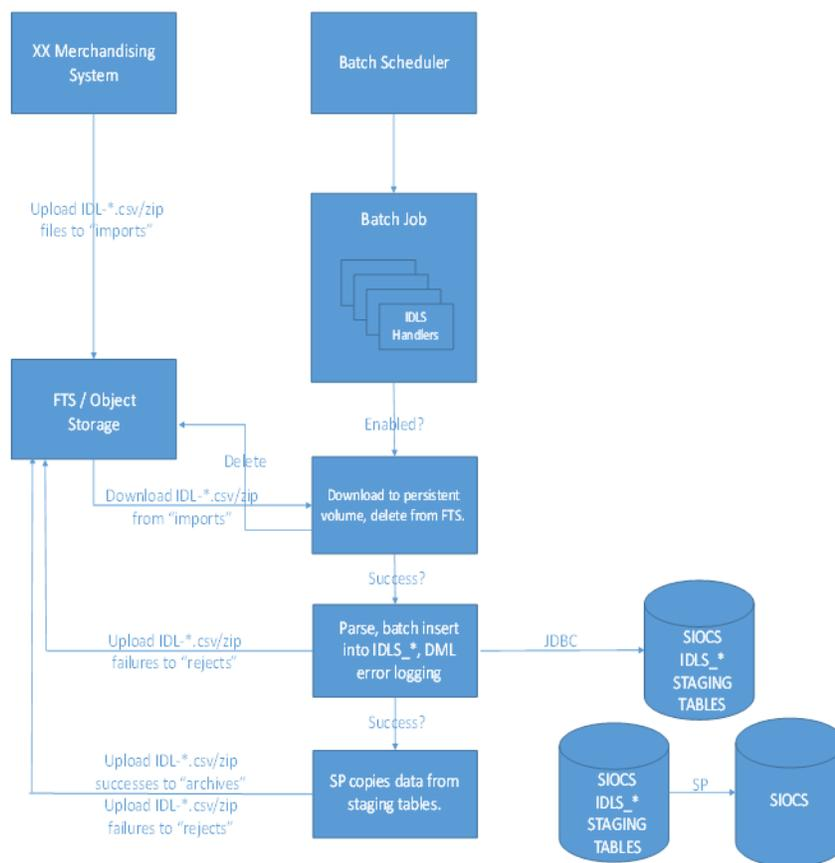 XX Merchandising
System
Batch Scheduler
Upload IDL-*.csv/zip
files to "imports"
Batch Job
IDLS
Handlers
FTS / Object
Storage
Enabled?
Delete
Download IDL-*.csv/zip
from "imports"
Download to persistent
volume, delete from FTS.
Success?
Upload IDL-*.csv/zip
failures to "rejects"
Parse, batch insert
into IDLS_*, DML
error logging
JDBC
SIOCS
IDLS_*
STAGING
TABLES
Success?
Upload IDL-*.csv/zip
successes to "archives"
Upload IDL-*.csv/zip
failures to "rejects"
SP copies data from
staging tables.
SIOCS
IDLS_*
STAGING
TABLES
SP
SIOCS